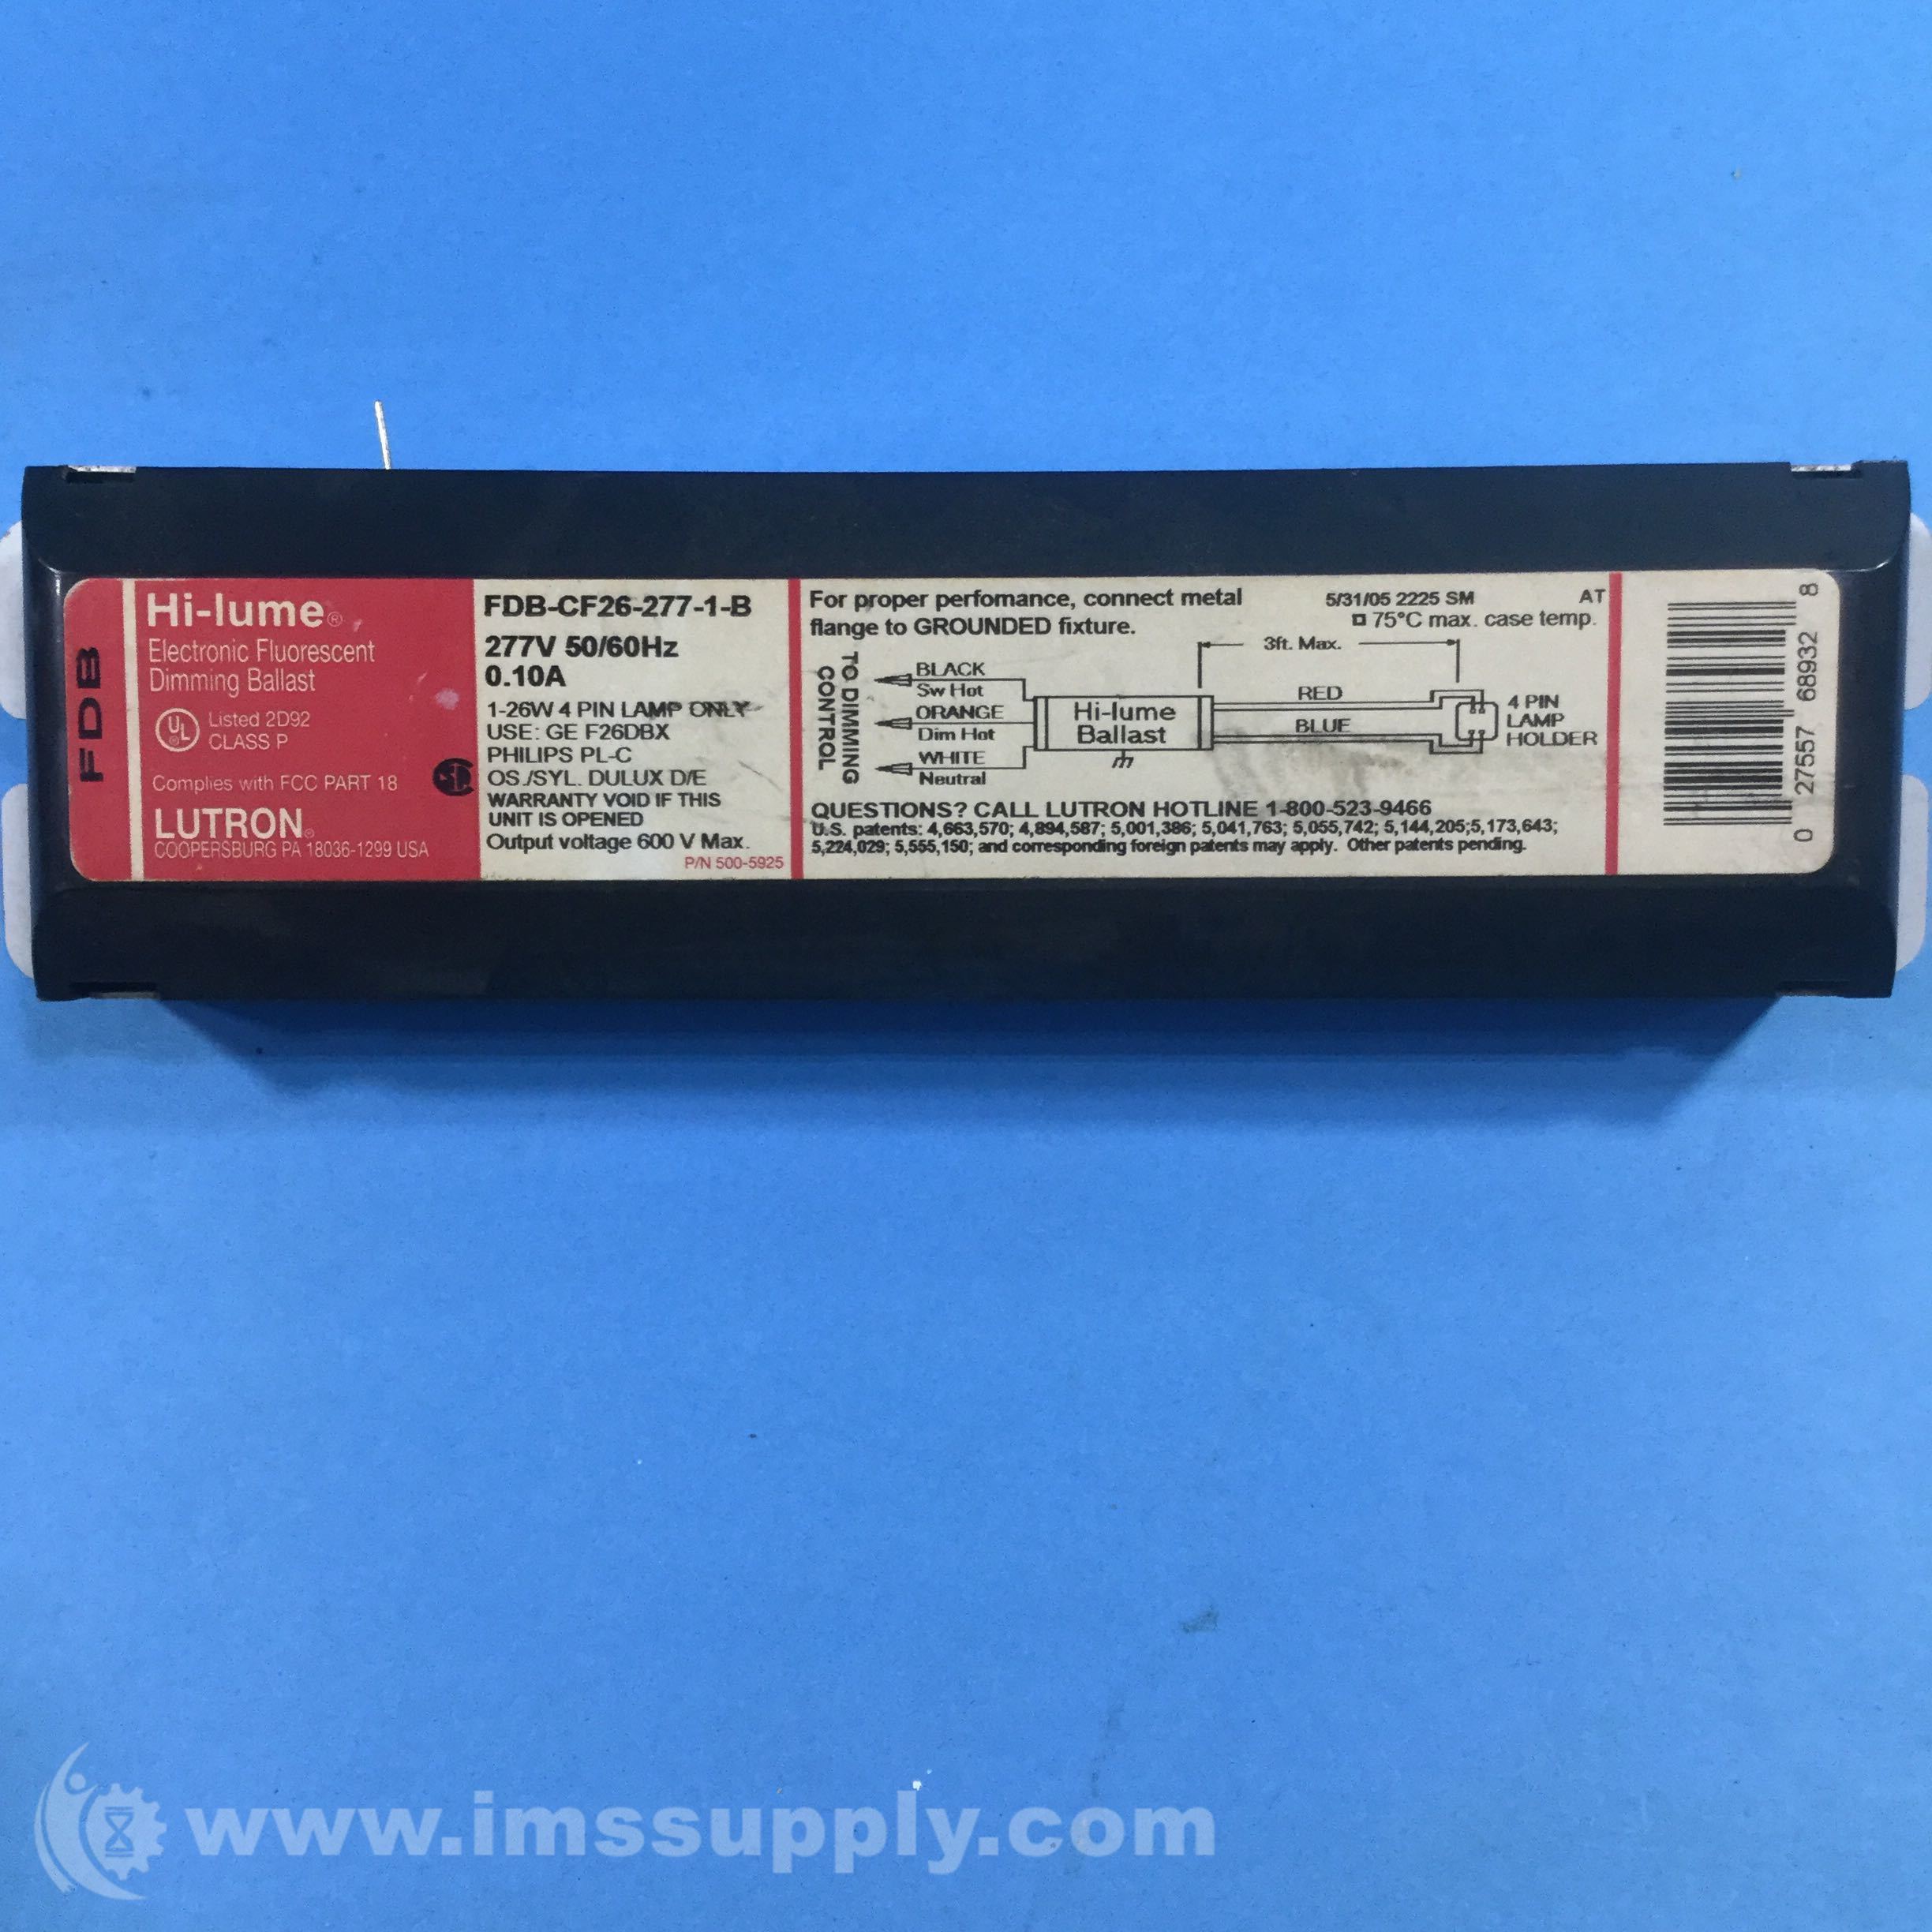 FDB
Hi-lume®
Electronic Fluorescent
Dimming Ballast
UL®
Listed 2D92
CLASS P
Complies with FCC PART 18
LUTRON®
COOPERSBURG PA 18036-1299 USA
FDB-CF26-277-1-B
277V 50/60Hz
0.10A
1-26W 4 PIN LAMP ONLY
USE: GE F26DBX
PHILIPS PL-C
OS./SYL. DULUX D/E
WARRANTY VOID IF THIS
UNIT IS OPENED
Output voltage 600 V Max.
P/N 500-5925
For proper perfomance, connect metal
flange to GROUNDED fixture.
5/31/05 2225 SM AT
75°C max. case temp.
3ft. Max.
TO DIMMING
CONTROL
BLACK
Sw Hot
ORANGE
Dim Hot
WHITE
Neutral
Hi-lume
Ballast
RED
BLUE
4 PIN
LAMP
HOLDER
QUESTIONS? CALL LUTRON HOTLINE 1-800-523-9466
U.S. patents: 4,663,570; 4,894,587; 5,001,386; 5,041,763; 5,055,742; 5,144,205;5,173,643;
5,224,029; 5,555,150; and corresponding foreign patents may apply. Other patents pending.
0 27557 68932 8
www.imssupply.com